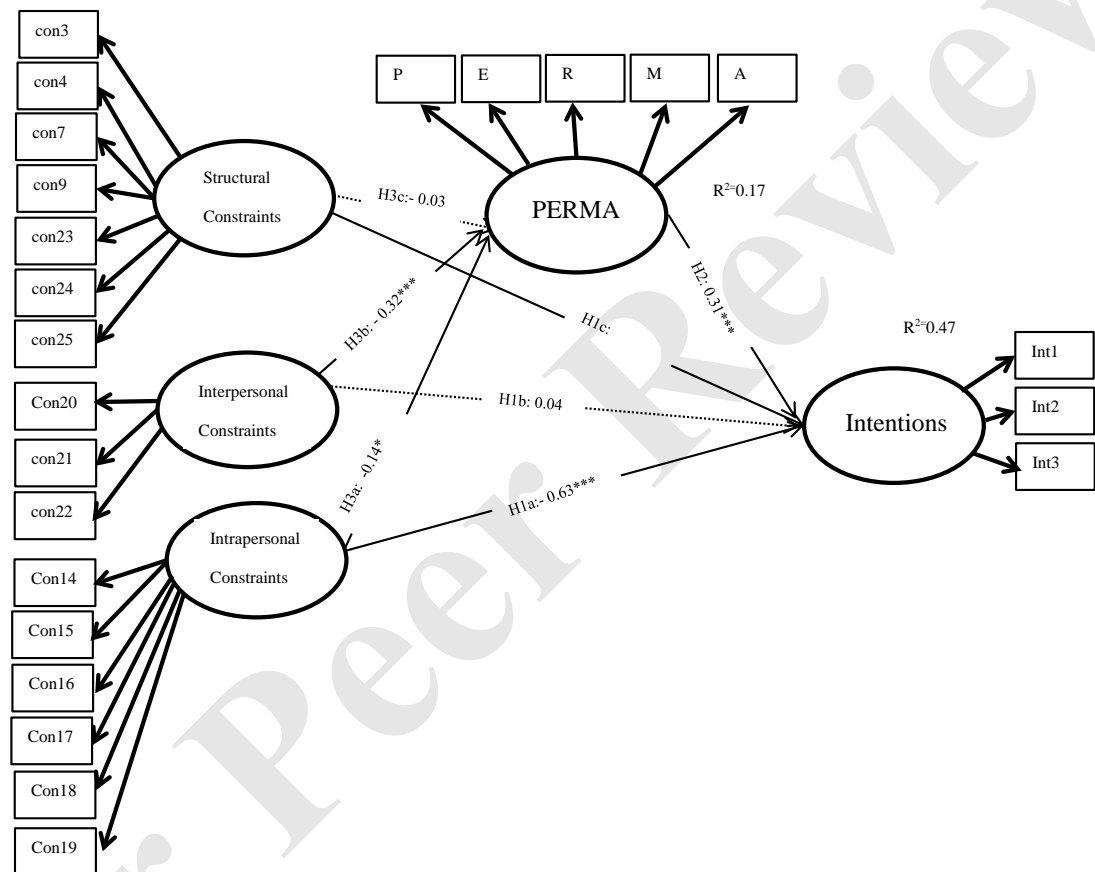 con3
con4
con7
con9
con23
con24
con25
Con20
con21
con22
Con14
Con15
Con16
Con17
Con18
Con19
Structural
Constraints
Interpersonal
Constraints
Intrapersonal
Constraints
P
E
R
M
A
PERMA
R²=0.17
H3c:- 0.03
H3b: - 0.32***
H3a: -0.14*
H2: 0.31***
H1c:
H1b: 0.04
H1a:- 0.63***
R²=0.47
Intentions
Int1
Int2
Int3
r Peer Review